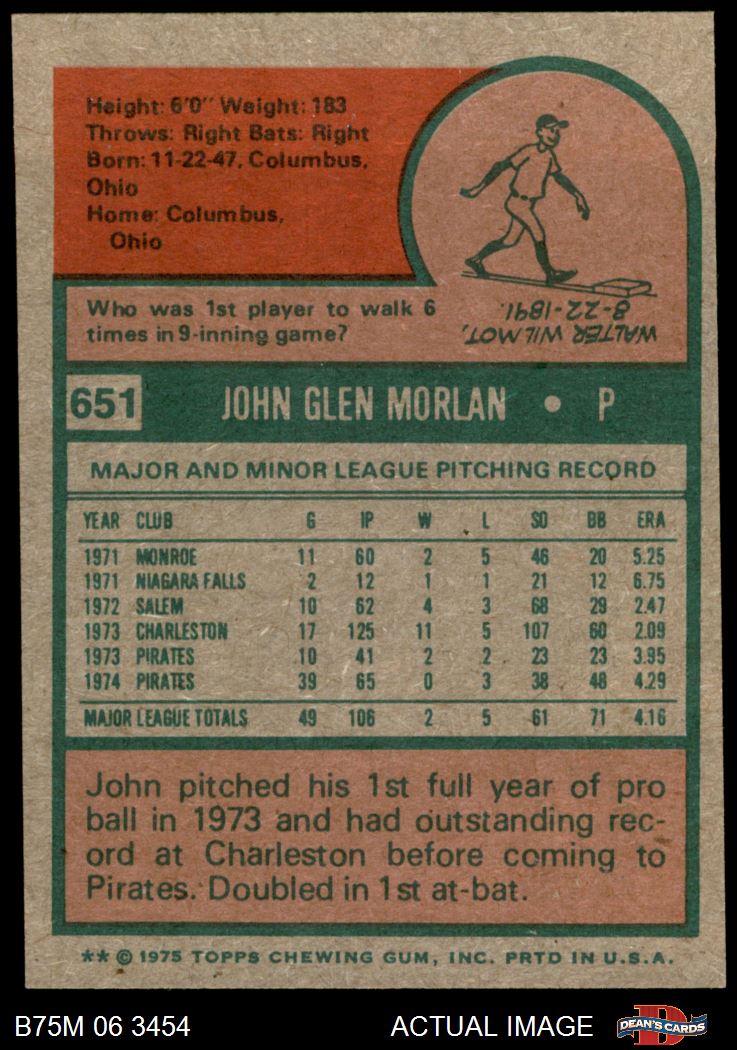 Height: 6'0" Weight: 183
Throws: Right Bats: Right
Born: 11-22-47, Columbus,
Ohio
Home: Columbus,
Ohio
Who was 1st player to walk 6
times in 9-inning game?
WALTER WILMOT,
8-22-1891.
651 JOHN GLEN MORLAN • P
MAJOR AND MINOR LEAGUE PITCHING RECORD
YEAR CLUB G IP W L SO BB ERA
1971 MONROE 11 60 2 5 46 20 5.25
1971 NIAGARA FALLS 2 12 1 1 21 12 6.75
1972 SALEM 10 62 4 3 68 29 2.47
1973 CHARLESTON 17 125 11 5 107 60 2.09
1973 PIRATES 10 41 2 2 23 23 3.95
1974 PIRATES 39 65 0 3 38 48 4.29
MAJOR LEAGUE TOTALS 49 106 2 5 61 71 4.16
John pitched his 1st full year of pro
ball in 1973 and had outstanding rec-
ord at Charleston before coming to
Pirates. Doubled in 1st at-bat.
** © 1975 TOPPS CHEWING GUM, INC. PRTD IN U.S.A.
B75M 06 3454 ACTUAL IMAGE D DEAN'S CARDS